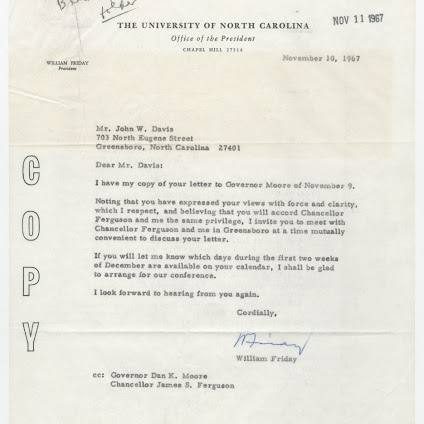 folder
THE UNIVERSITY OF NORTH CAROLINA
NOV 11 1967
Office of the President
CHAPEL HILL 27514
WILLIAM FRIDAY
President
November 10, 1967
Mr. John W. Davis
703 North Eugene Street
Greensboro, North Carolina 27401
Dear Mr. Davis:
I have my copy of your letter to Governor Moore of November 9.
Noting that you have expressed your views with force and clarity,
which I respect, and believing that you will accord Chancellor
Ferguson and me the same privilege, I invite you to meet with
Chancellor Ferguson and me in Greensboro at a time mutually
convenient to discuss your letter.
If you will let me know which days during the first two weeks
of December are available on your calendar, I shall be glad
to arrange for our conference.
I look forward to hearing from you again.
Cordially,
WFriday
William Friday
cc: Governor Dan K. Moore
Chancellor James S. Ferguson
COPY